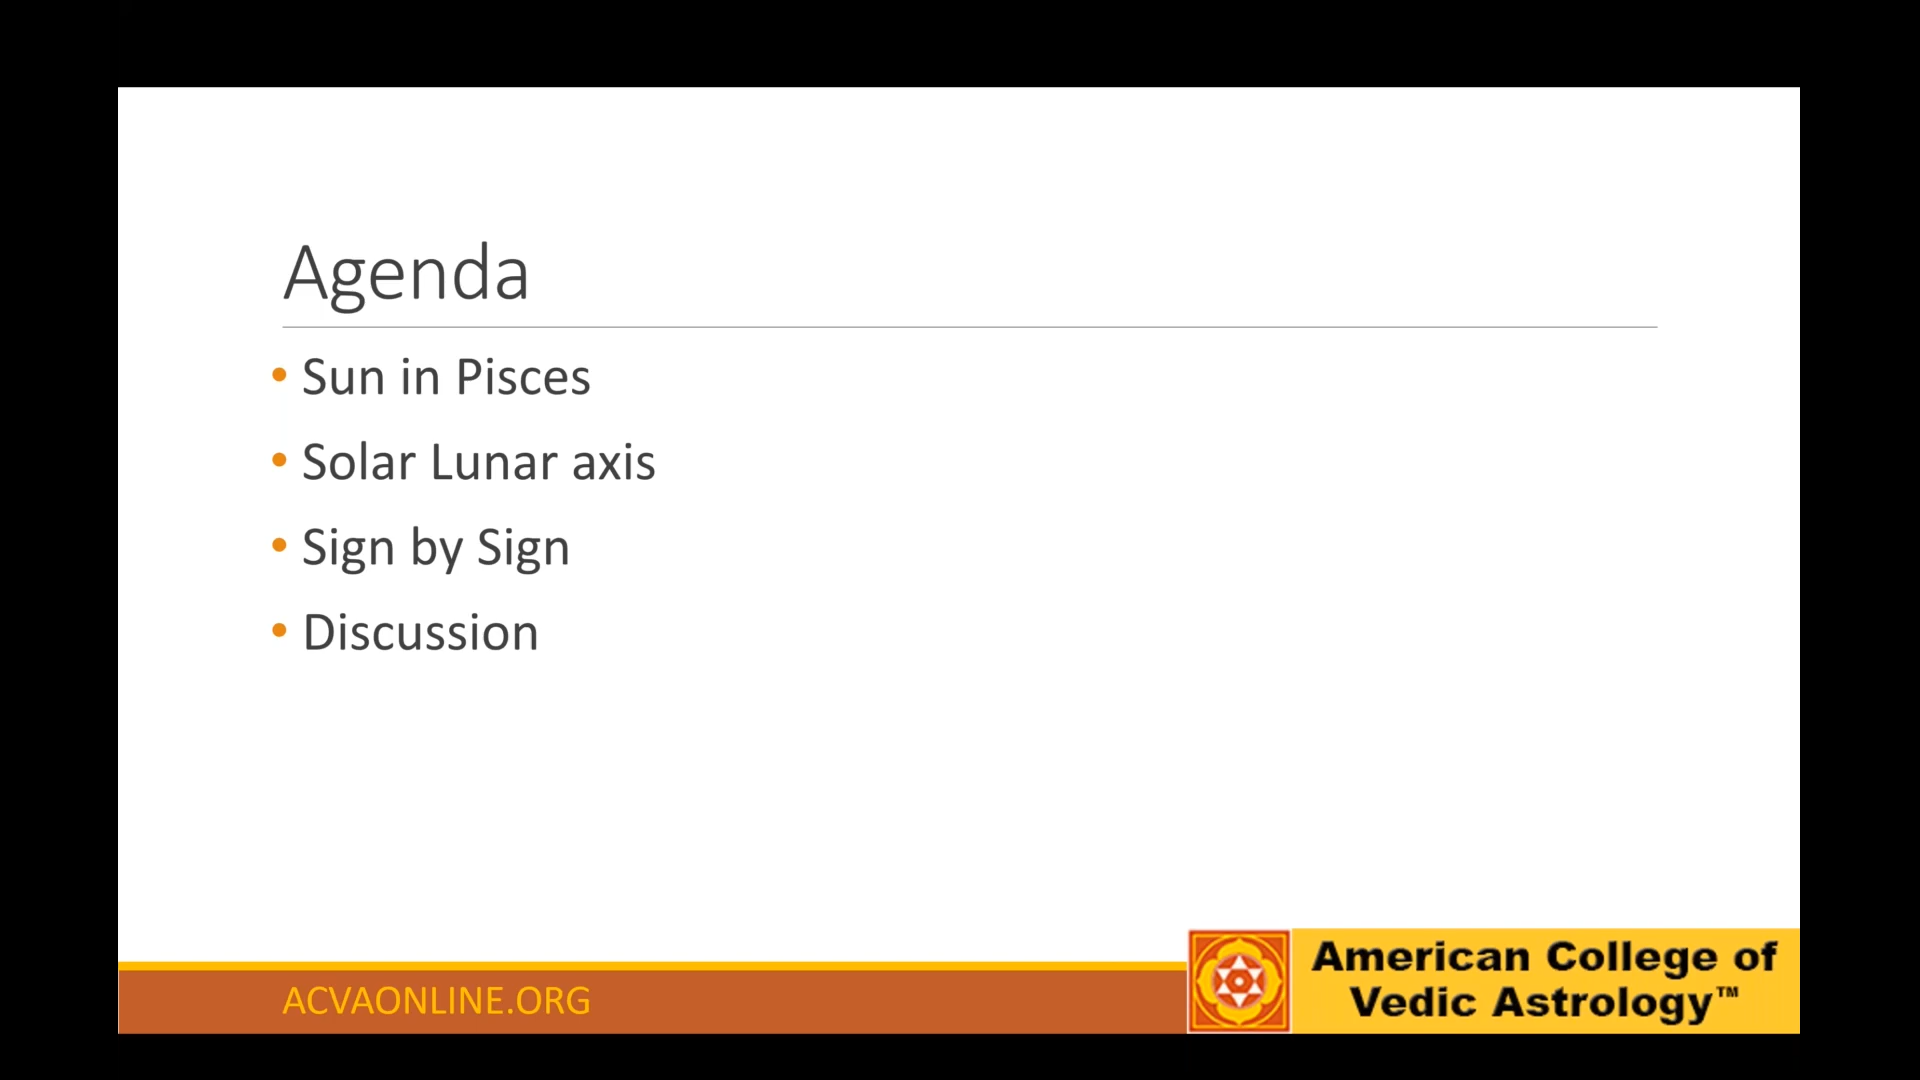 Agenda
• Sun in Pisces
• Solar Lunar axis
• Sign by Sign
• Discussion
ACVAONLINE.ORG
American College of
Vedic Astrology™